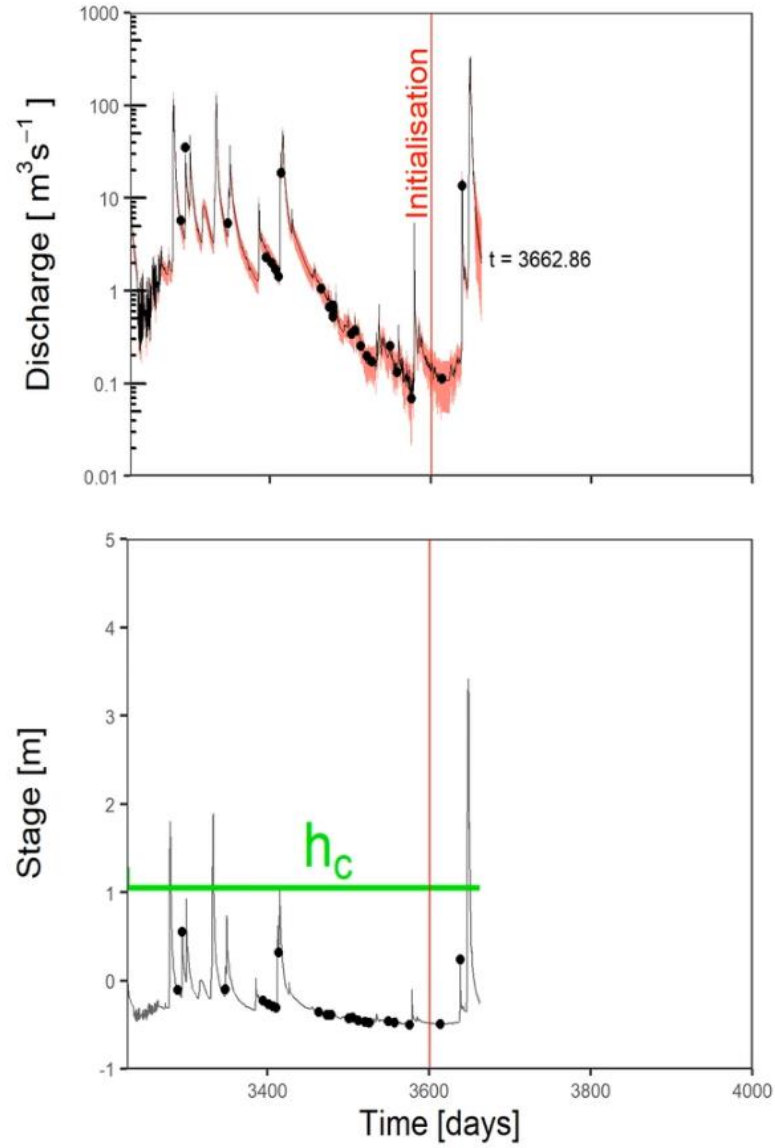 1000
100
10
1
0.1
0.01
Discharge [ m³s⁻¹ ]
Initialisation
t = 3662.86
5
4
3
2
1
0
-1
Stage [m]
hc
3400
3600
3800
4000
Time [days]